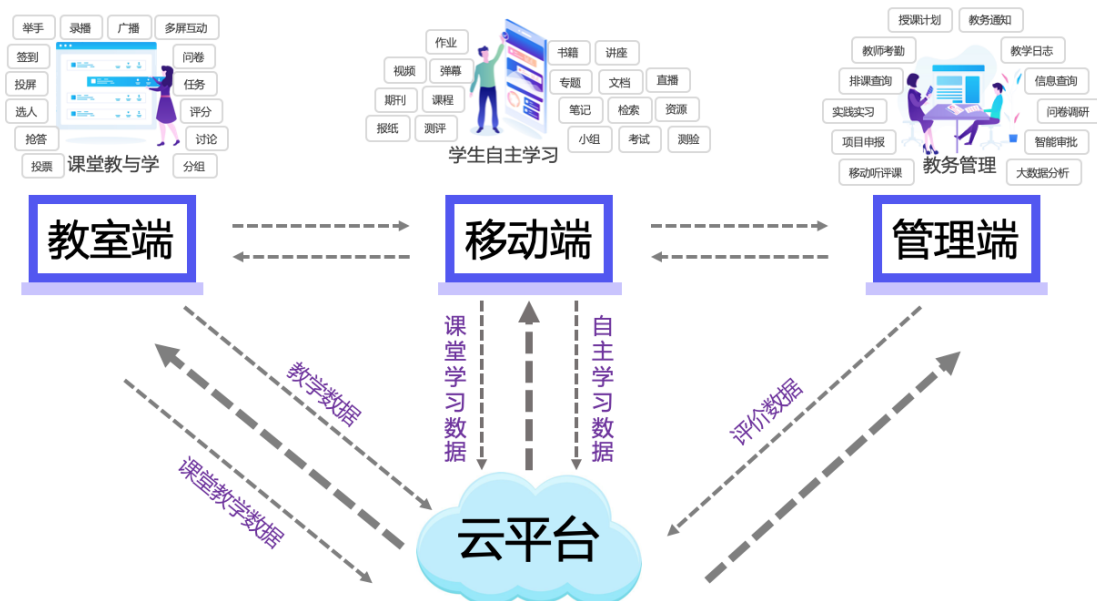 举手
录播
广播
多屏互动
签到
问卷
投屏
任务
选人
评分
抢答
讨论
投票
课堂教与学
分组
作业
书籍
讲座
视频
弹幕
专题
文档
直播
期刊
课程
笔记
检索
资源
报纸
测评
小组
考试
测验
学生自主学习
授课计划
教务通知
教师考勤
教学日志
排课查询
信息查询
实践实习
问卷调研
项目申报
智能审批
移动听评课
教务管理
大数据分析
教室端
移动端
管理端
教学数据
课堂教学数据
课堂学习数据
自主学习数据
评价数据
云平台